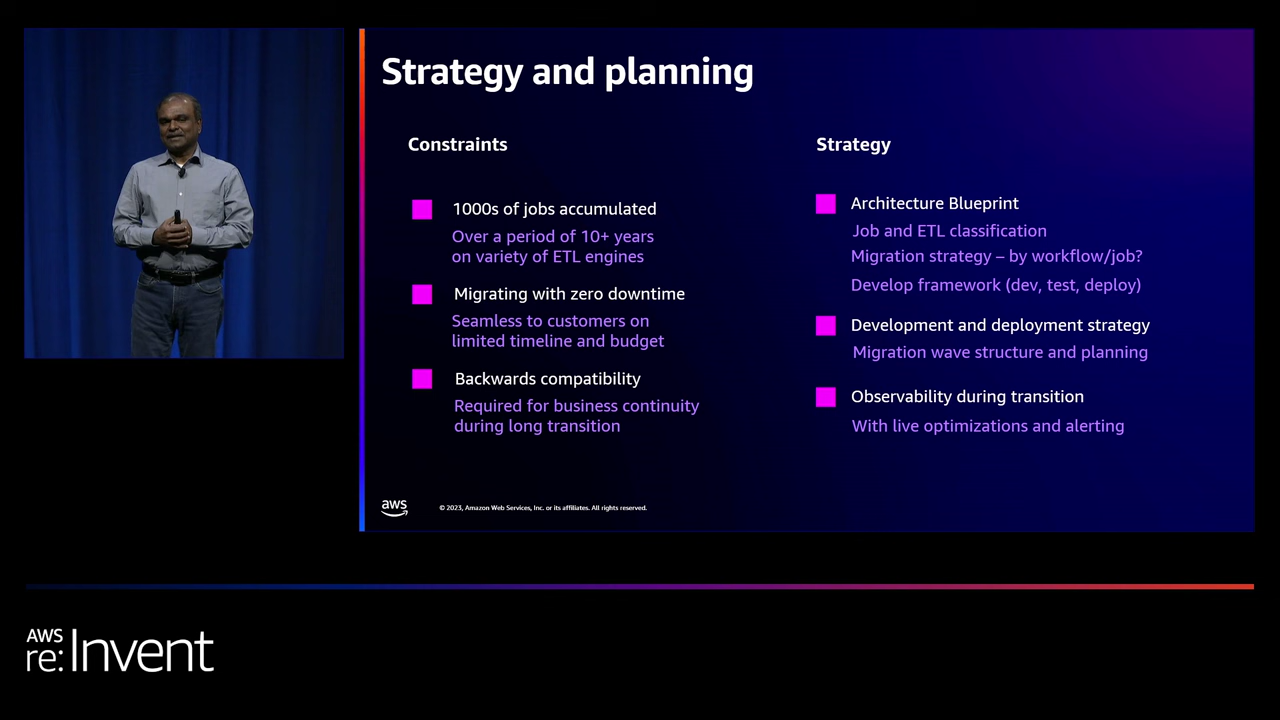 Strategy and planning
Constraints
1000s of jobs accumulated
Over a period of 10+ years
on variety of ETL engines
Migrating with zero downtime
Seamless to customers on
limited timeline and budget
Backwards compatibility
Required for business continuity
during long transition
Strategy
Architecture Blueprint
Job and ETL classification
Migration strategy – by workflow/job?
Develop framework (dev, test, deploy)
Development and deployment strategy
Migration wave structure and planning
Observability during transition
With live optimizations and alerting
aws
© 2023, Amazon Web Services, Inc. or its affiliates. All rights reserved.
AWS
re:Invent